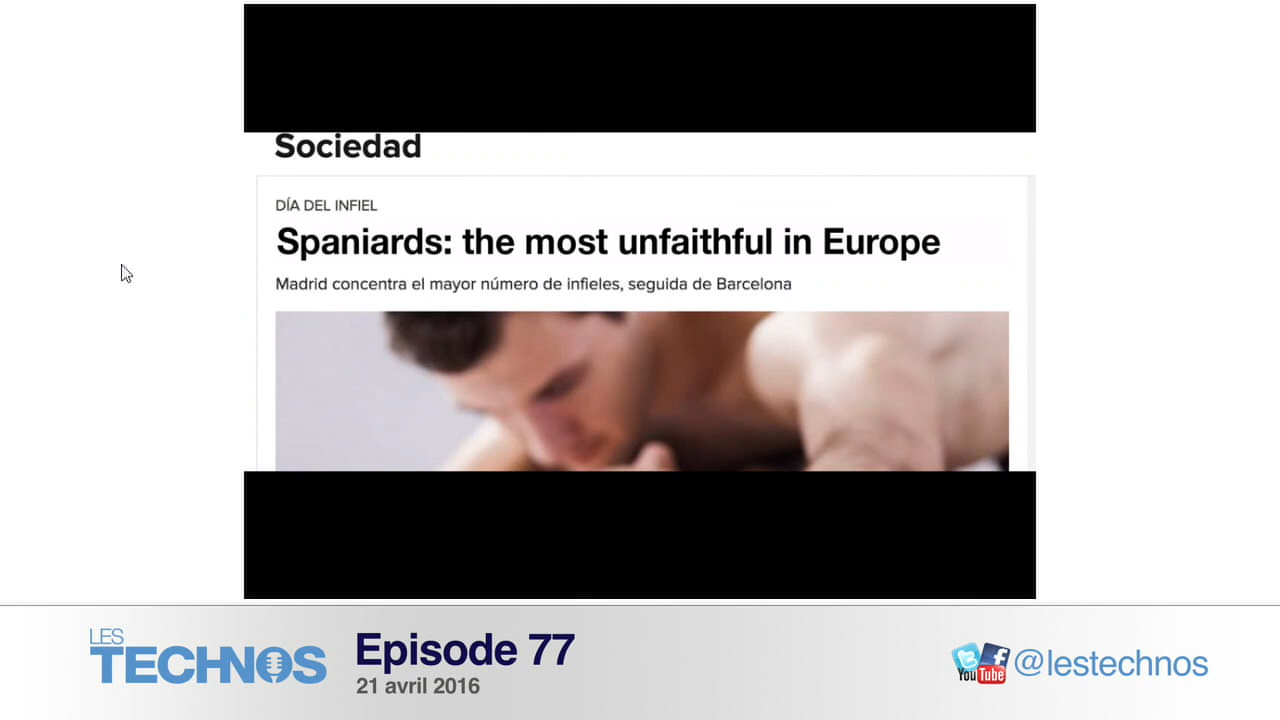 Sociedad
DÍA DEL INFIEL
Spaniards: the most unfaithful in Europe
Madrid concentra el mayor número de infieles, seguida de Barcelona
LES
TECHNOS
Episode 77
21 avril 2016
You Tube
@lestechnos